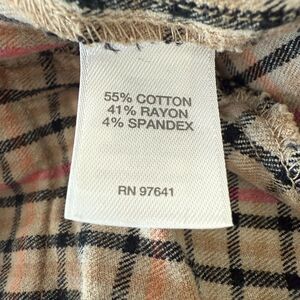 55% COTTON
41% RAYON
4% SPANDEX
RN 97641